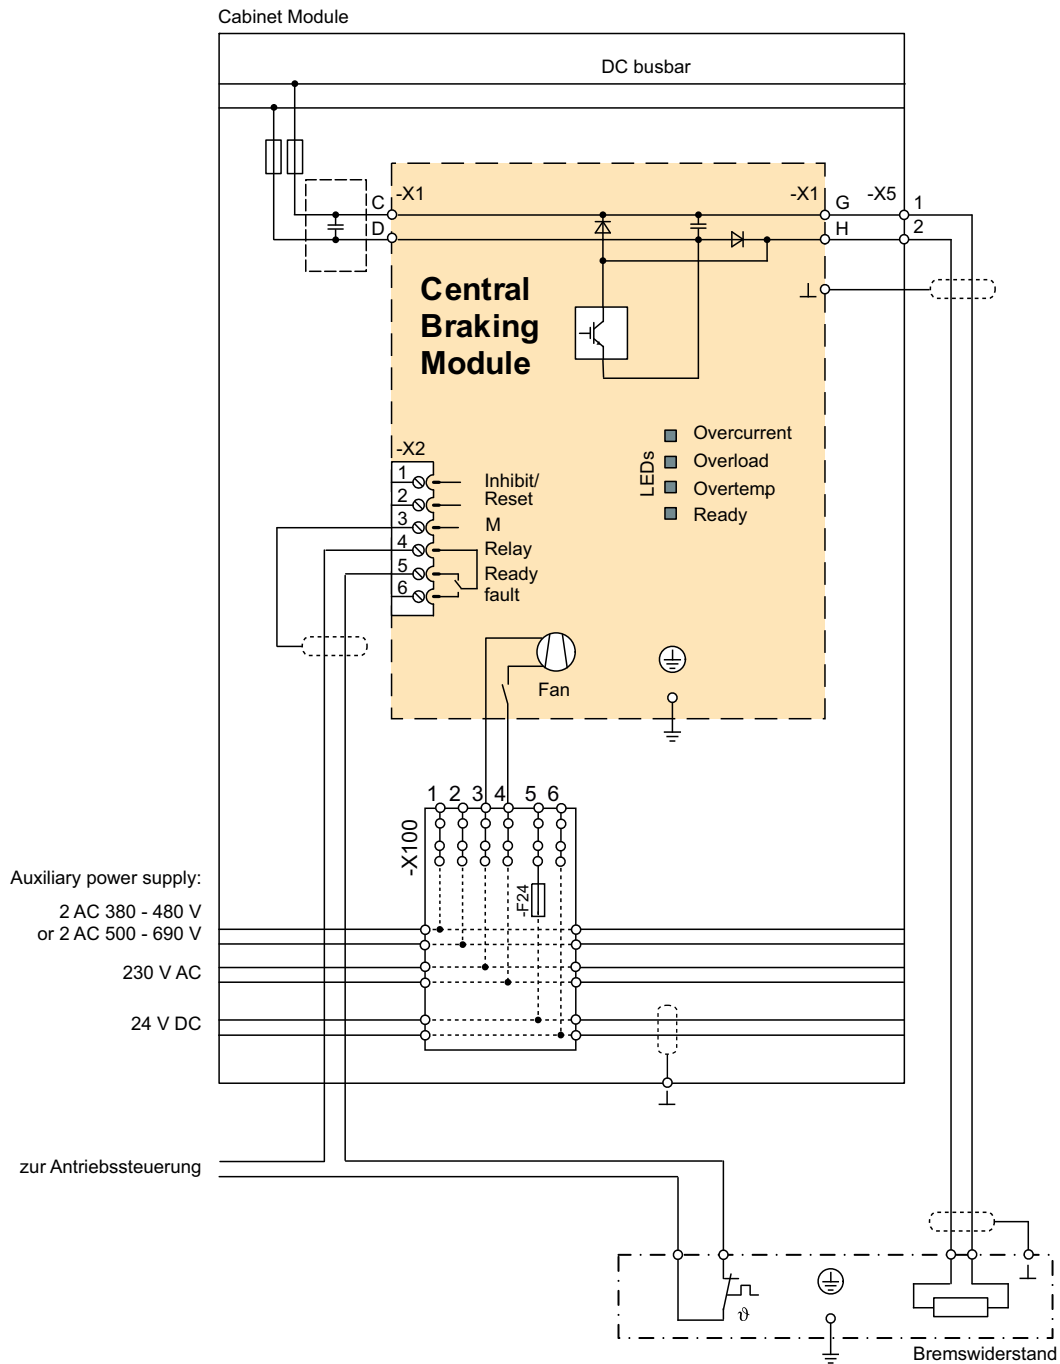 Cabinet Module
DC busbar
-X1
-X1
G
-X5
1
C
D
H
2
Central
Braking
Module
LEDs
Overcurrent
Overload
Overtemp
Ready
-X2
1
Inhibit/
2
Reset
3
M
4
Relay
5
Ready
6
fault
Fan
1 2 3 4 5 6
-X100
-F24
Auxiliary power supply:
2 AC 380 - 480 V
or 2 AC 500 - 690 V
230 V AC
24 V DC
zur Antriebssteuerung
ϑ
Bremswiderstand